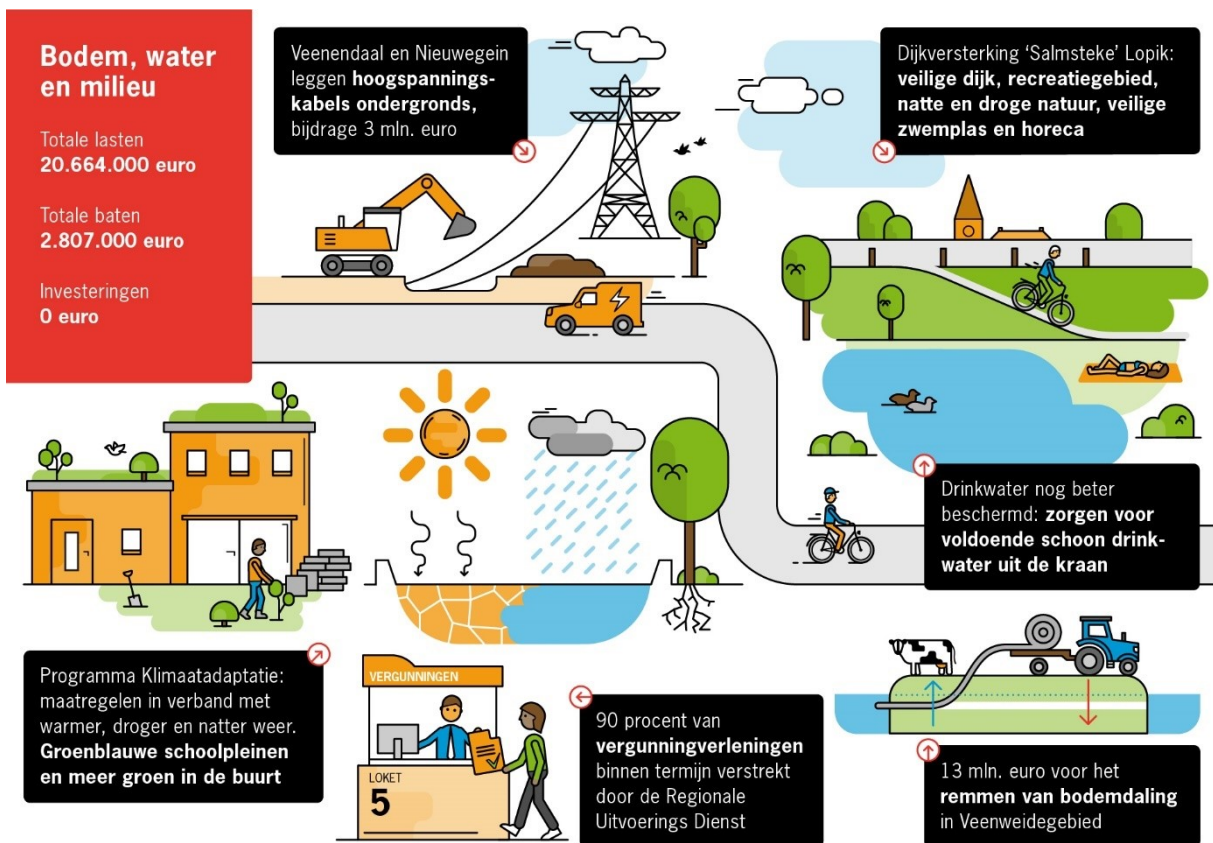 Bodem, water
en milieu
Totale lasten
20.664.000 euro
Totale baten
2.807.000 euro
Investeringen
0 euro
Veenendaal en Nieuwegein
leggen hoogspannings-
kabels ondergronds,
bijdrage 3 mln. euro
Dijkversterking ‘Salmsteke’ Lopik:
veilige dijk, recreatiegebied,
natte en droge natuur, veilige
zwemplas en horeca
Drinkwater nog beter
beschermd: zorgen voor
voldoende schoon drink-
water uit de kraan
Programma Klimaatadaptatie:
maatregelen in verband met
warmer, droger en natter weer.
Groenblauwe schoolpleinen
en meer groen in de buurt
VERGUNNINGEN
LOKET
5
90 procent van
vergunningverleningen
binnen termijn verstrekt
door de Regionale
Uitvoerings Dienst
13 mln. euro voor het
remmen van bodemdaling
in Veenweidegebied